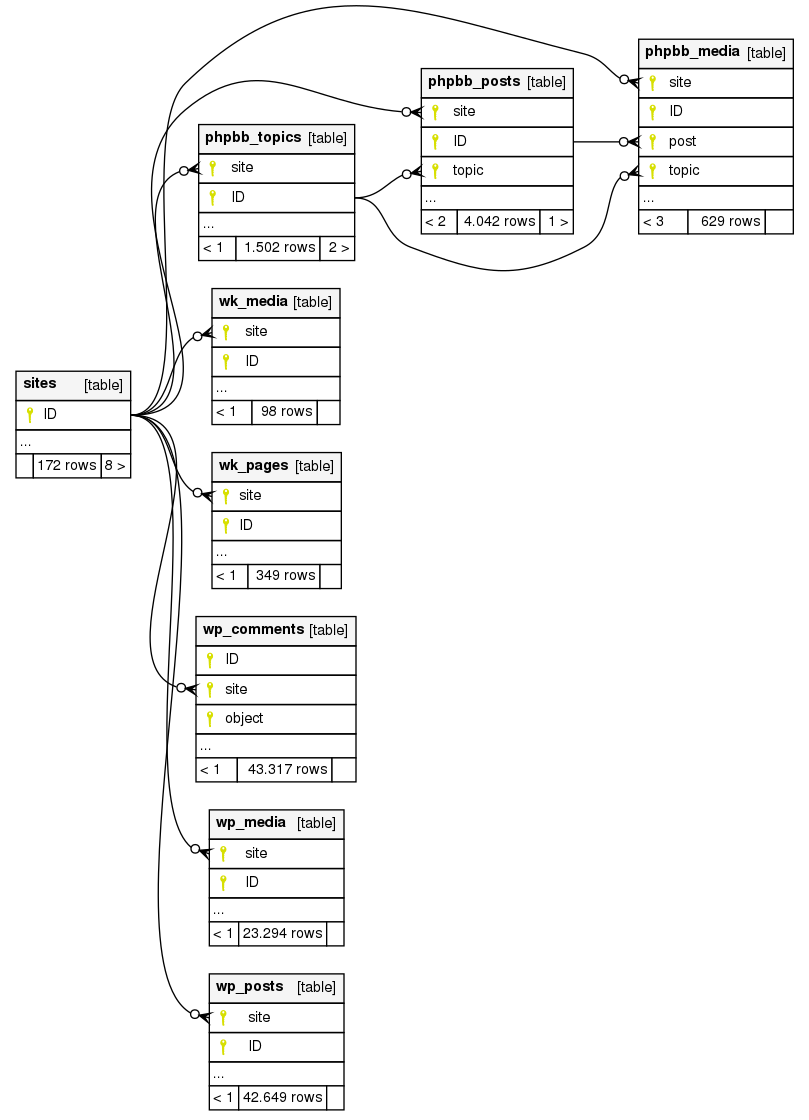 phpbb_media [table]
site
ID
post
topic
...
< 3 629 rows
phpbb_posts [table]
site
ID
topic
...
< 2 4.042 rows 1 >
phpbb_topics [table]
site
ID
...
< 1 1.502 rows 2 >
wk_media [table]
site
ID
...
< 1 98 rows
sites [table]
ID
...
172 rows 8 >
wk_pages [table]
site
ID
...
< 1 349 rows
wp_comments [table]
ID
site
object
...
< 1 43.317 rows
wp_media [table]
site
ID
...
< 1 23.294 rows
wp_posts [table]
site
ID
...
< 1 42.649 rows